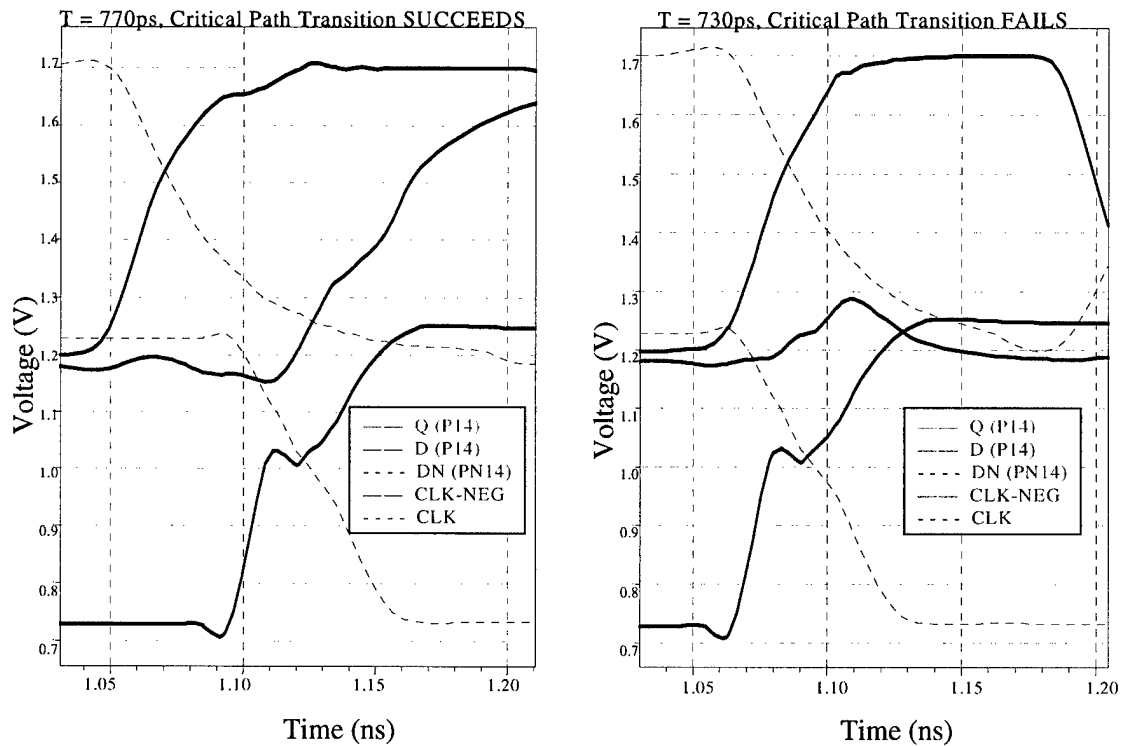 T = 770ps, Critical Path Transition SUCCEEDS
1.7
1.6
1.5
1.4
1.3
1.2
1.1
1.0
0.9
0.8
0.7
Voltage (V)
Q (P14)
D (P14)
DN (PN14)
CLK-NEG
CLK
1.05
1.10
1.15
1.20
Time (ns)
T = 730ps, Critical Path Transition FAILS
1.7
1.6
1.5
1.4
1.3
1.2
1.1
1.0
0.9
0.8
0.7
Voltage (V)
Q (P14)
D (P14)
DN (PN14)
CLK-NEG
CLK
1.05
1.10
1.15
1.20
Time (ns)